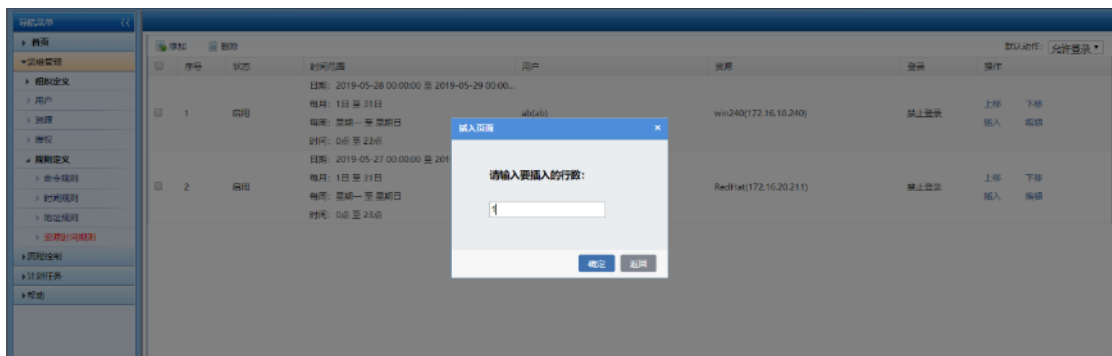 导航菜单
首页
运维管理
组织定义
用户
资源
授权
规则定义
命令规则
时间规则
地址规则
资源时间规则
流程控制
计划任务
帮助
添加 删除 默认动作: 允许登录
序号 状态 时间范围 用户 资源 登录 操作
日期: 2019-05-28 00:00:00 至 2019-05-29 00:00...
每月: 1日 至 31日
每周: 星期一 至 星期日
时间: 0点 至 23点
1 启用 ab(ab) win240(172.16.10.240) 禁止登录 上移 下移
插入 编辑
日期: 2019-05-27 00:00:00 至 201
每月: 1日 至 31日
每周: 星期一 至 星期日
时间: 0点 至 23点
2 启用 RedHat(172.16.20.211) 禁止登录 上移 下移
插入 编辑
插入页面 ×
请输入要插入的行数:
1
确定 返回